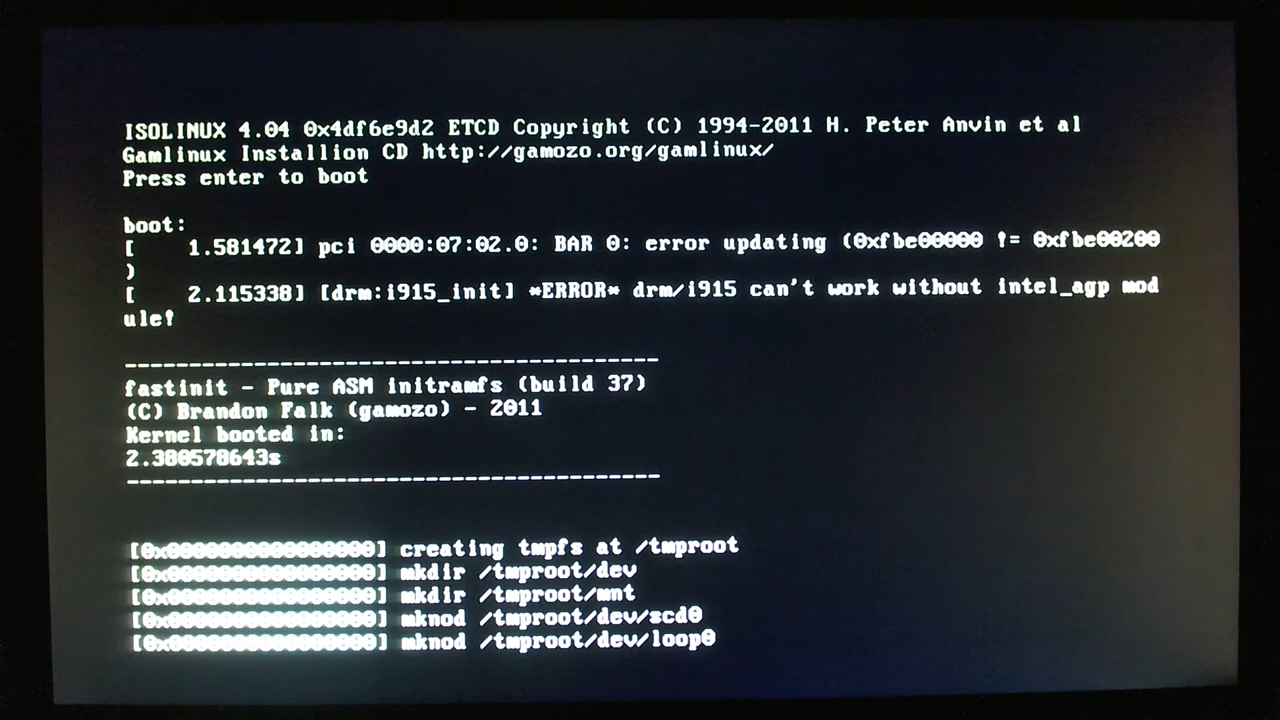 ISOLINUX 4.04 0x4df6e9d2 ETCD Copyright (C) 1994-2011 H. Peter Anvin et al
Gamlinux Installion CD http://gamozo.org/gamlinux/
Press enter to boot
boot:
[    1.581472] pci 0000:07:02.0: BAR 0: error updating (0xfbe00000 != 0xfbe00200
)
[    2.115338] [drm:i915_init] *ERROR* drm/i915 can't work without intel_agp mod
ule!
-----------------------------------------
fastinit - Pure ASM initramfs (build 37)
(C) Brandon Falk (gamozo) - 2011
Kernel booted in:
2.380578643s
-----------------------------------------
[0x0000000000000000] creating tmpfs at /tmproot
[0x0000000000000000] mkdir /tmproot/dev
[0x0000000000000000] mkdir /tmproot/mnt
[0x0000000000000000] mknod /tmproot/dev/scd0
[0x0000000000000000] mknod /tmproot/dev/loop0